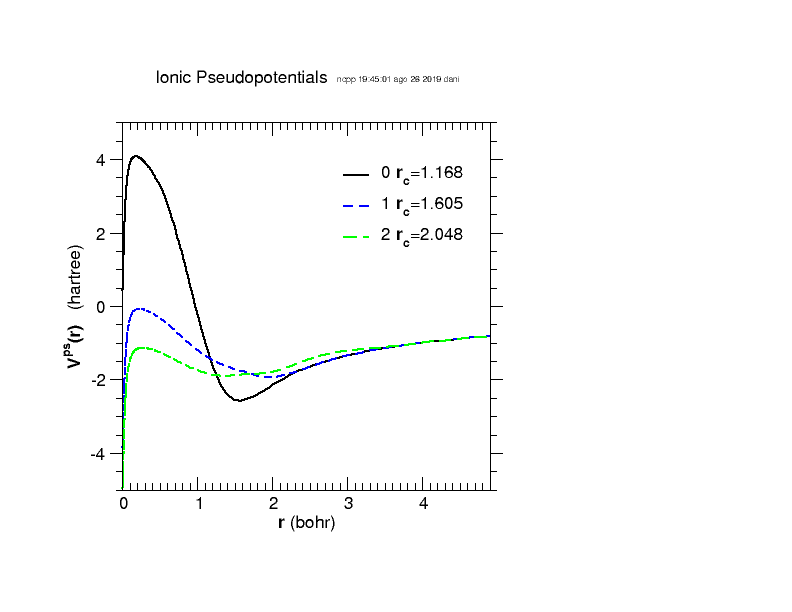 Ionic Pseudopotentials ncpp 19:45:01 ago 26 2019 dani
0 rc=1.168
1 rc=1.605
2 rc=2.048
4
2
0
-2
-4
Vps(r) (hartree)
0 1 2 3 4
r (bohr)